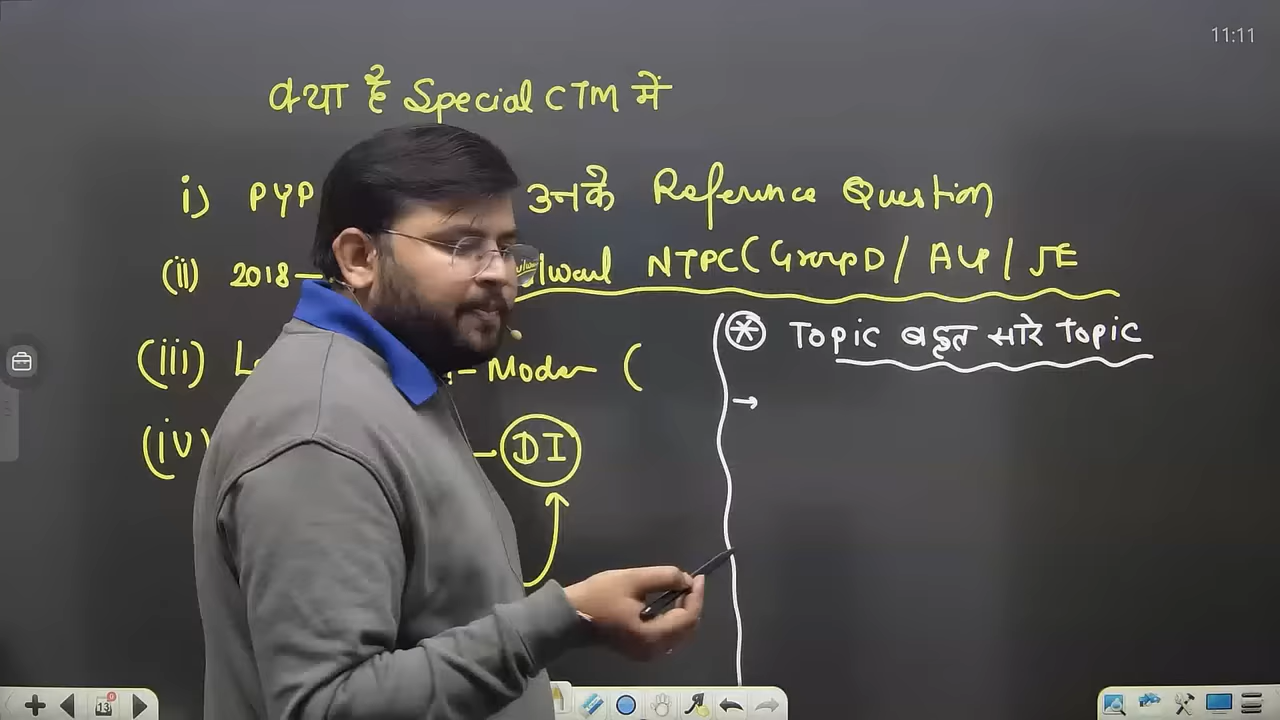 11:11
क्या है Special CTM में
i) PYP उनके Reference Question
(ii) 2018— NTPC (Group D / ALP / JE
(iii)
(iv) DI
⊛ Topic बहुत सारे Topic
→
13